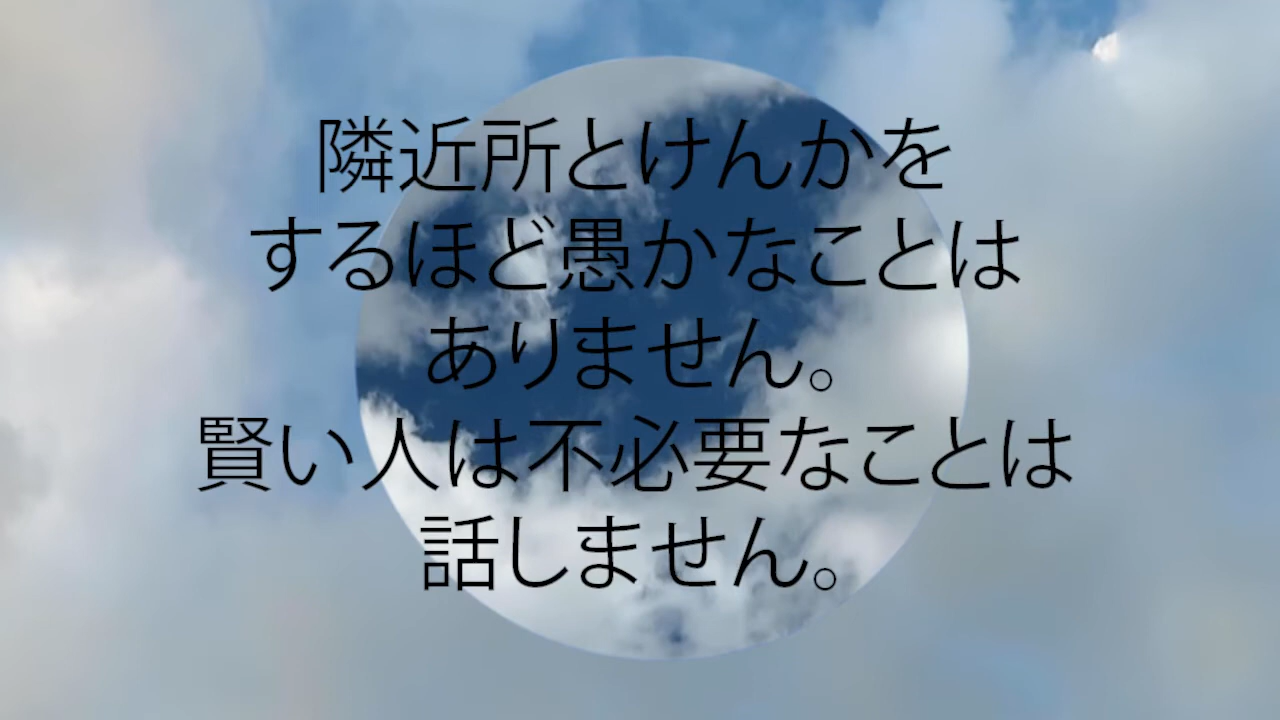 隣近所とけんかを
するほど愚かなことは
ありません。
賢い人は不必要なことは
話しません。